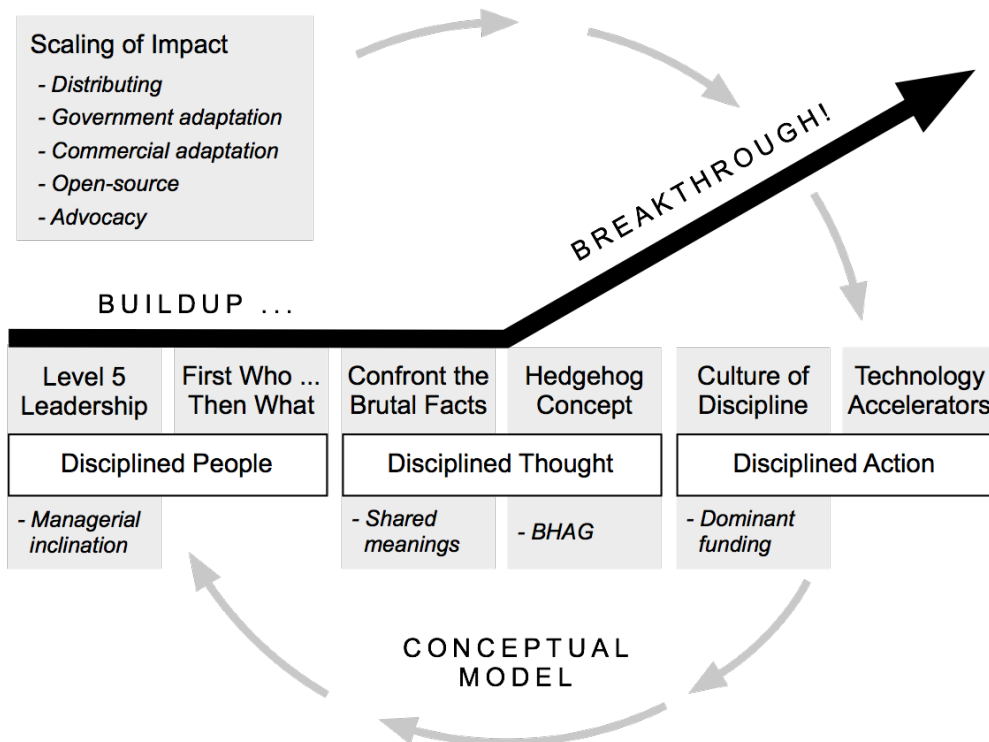 Scaling of Impact
- Distributing
- Government adaptation
- Commercial adaptation
- Open-source
- Advocacy
BREAKTHROUGH!
BUILDUP ...
Level 5
Leadership
First Who ...
Then What
Confront the
Brutal Facts
Hedgehog
Concept
Culture of
Discipline
Technology
Accelerators
Disciplined People
Disciplined Thought
Disciplined Action
- Managerial
inclination
- Shared
meanings
- BHAG
- Dominant
funding
CONCEPTUAL
MODEL